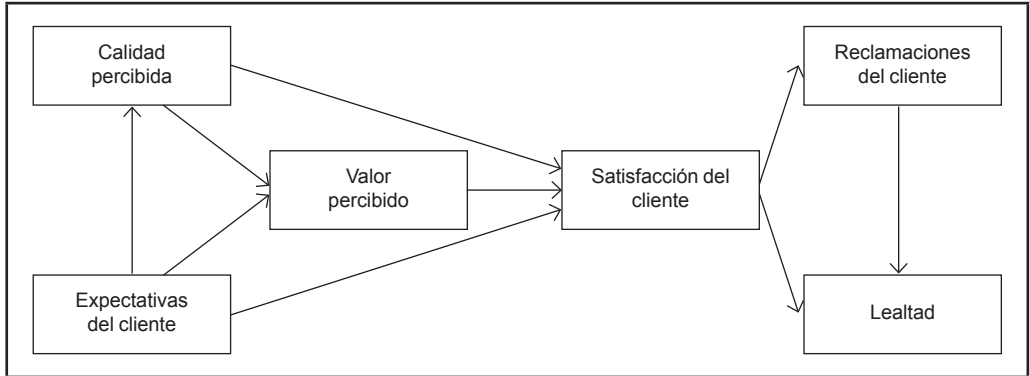 Calidad
percibida
Reclamaciones
del cliente
Valor
percibido
Satisfacción del
cliente
Expectativas
del cliente
Lealtad